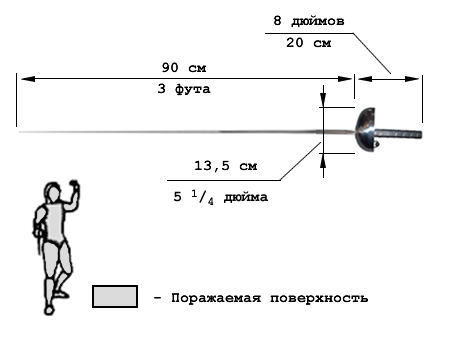 8 дюймов
20 см
90 см
3 фута
13,5 см
5 1/4 дюйма
- Поражаемая поверхность